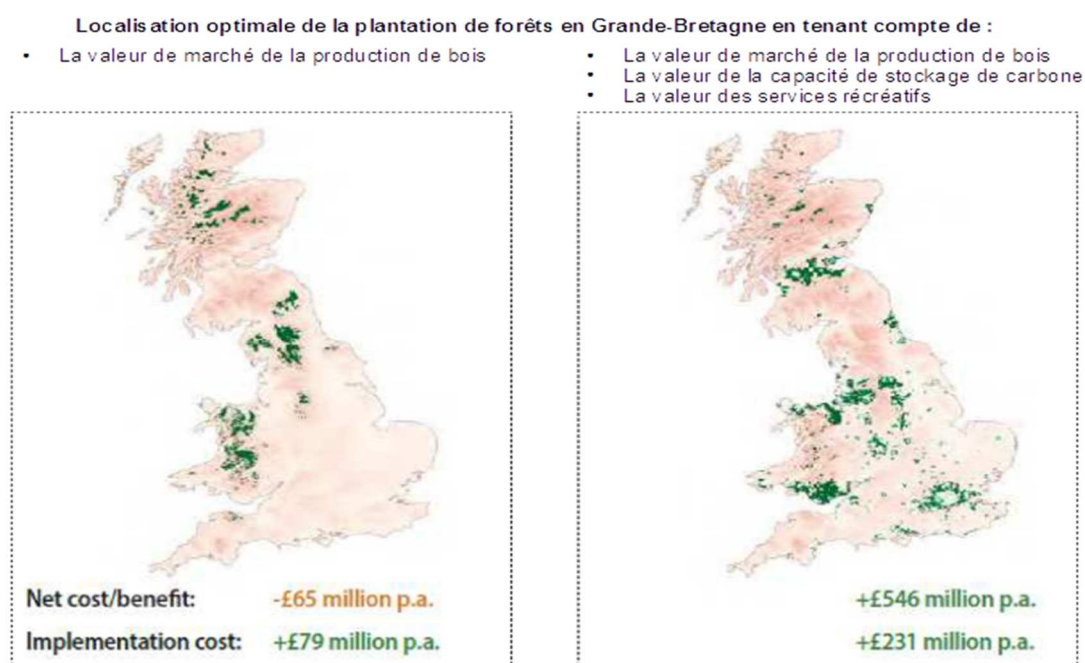 Localisation optimale de la plantation de forêts en Grande-Bretagne en tenant compte de :
• La valeur de marché de la production de bois
• La valeur de marché de la production de bois
• La valeur de la capacité de stockage de carbone
• La valeur des services récréatifs
Net cost/benefit: -£65 million p.a.
Implementation cost: +£79 million p.a.
+£546 million p.a.
+£231 million p.a.